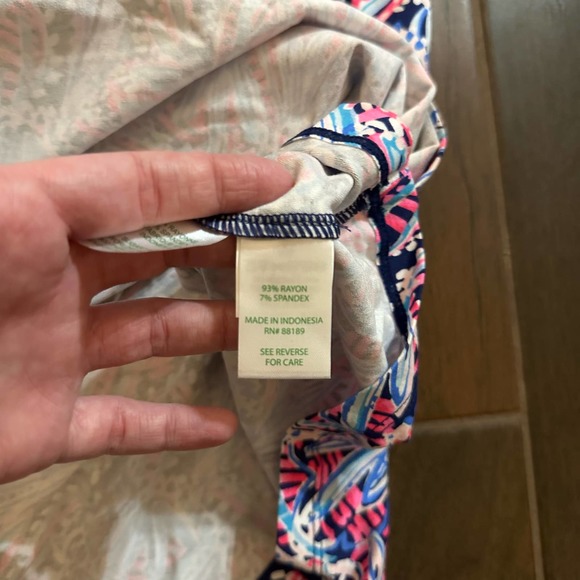 93% RAYON
7% SPANDEX
MADE IN INDONESIA
RN# 88189
SEE REVERSE
FOR CARE